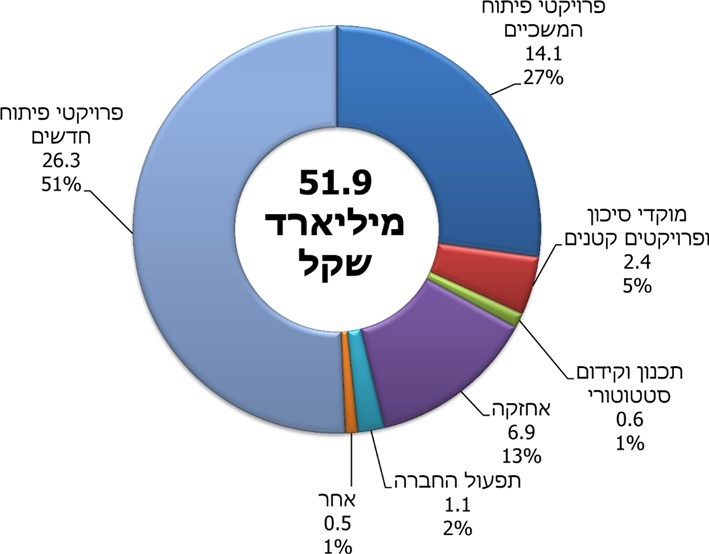 פרויקטי פיתוח
המשכיים
14.1
27%
פרויקטי פיתוח
חדשים
26.3
51%
51.9
מיליארד
שקל
מוקדי סיכון
ופרויקטים קטנים
2.4
5%
תכנון וקידום
סטטוטורי
0.6
1%
אחזקה
6.9
13%
תפעול החברה
1.1
2%
אחר
0.5
1%